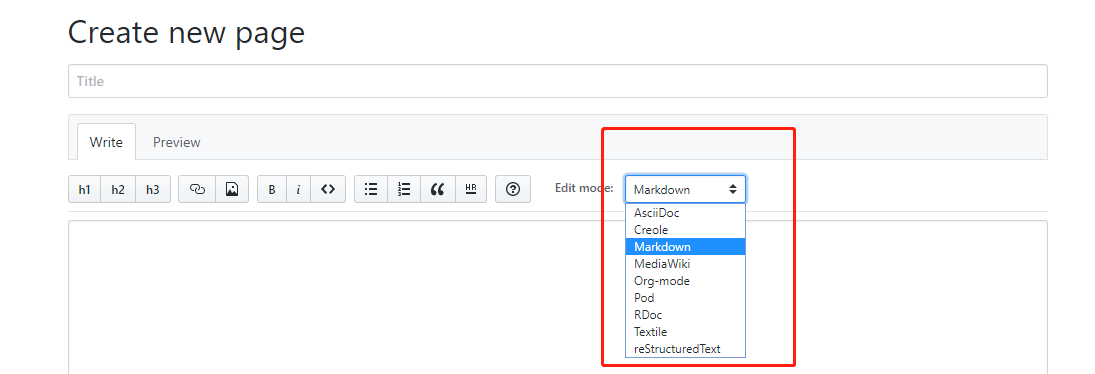 Create new page
Title
Write Preview
h1 h2 h3 B i <> “ HR ? Edit mode: Markdown
AsciiDoc
Creole
Markdown
MediaWiki
Org-mode
Pod
RDoc
Textile
reStructuredText